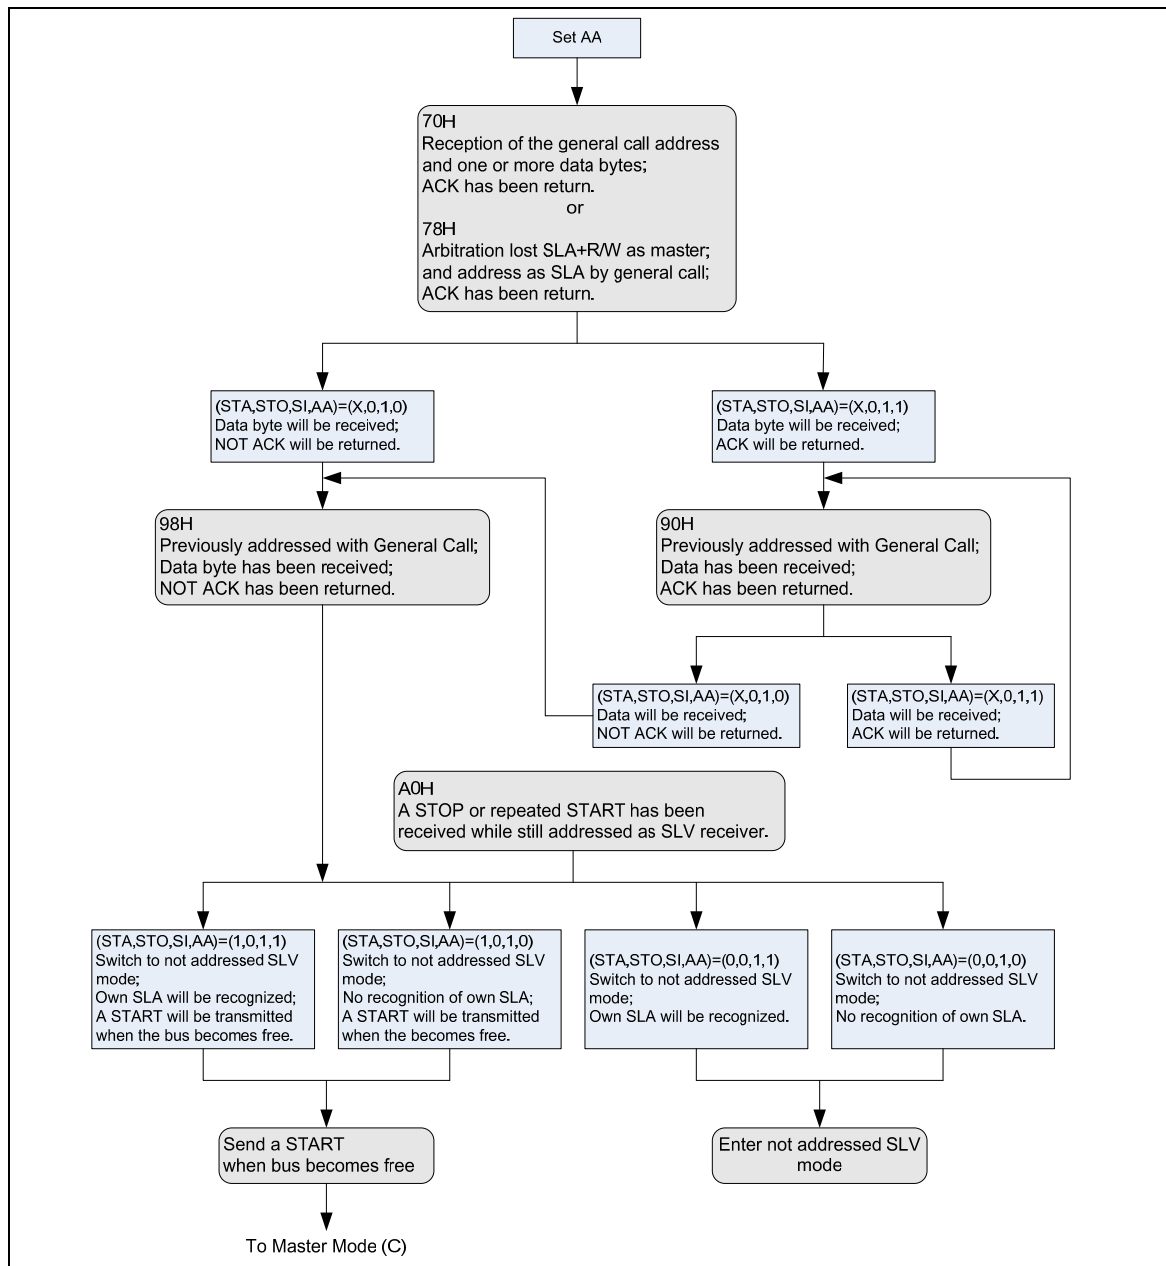 Set AA
70H
Reception of the general call address
and one or more data bytes;
ACK has been return.
or
78H
Arbitration lost SLA+R/W as master;
and address as SLA by general call;
ACK has been return.
(STA,STO,SI,AA)=(X,0,1,0)
Data byte will be received;
NOT ACK will be returned.
(STA,STO,SI,AA)=(X,0,1,1)
Data byte will be received;
ACK will be returned.
98H
Previously addressed with General Call;
Data byte has been received;
NOT ACK has been returned.
90H
Previously addressed with General Call;
Data has been received;
ACK has been returned.
(STA,STO,SI,AA)=(X,0,1,0)
Data will be received;
NOT ACK will be returned.
(STA,STO,SI,AA)=(X,0,1,1)
Data will be received;
ACK will be returned.
A0H
A STOP or repeated START has been
received while still addressed as SLV receiver.
(STA,STO,SI,AA)=(1,0,1,1)
Switch to not addressed SLV
mode;
Own SLA will be recognized;
A START will be transmitted
when the bus becomes free.
(STA,STO,SI,AA)=(1,0,1,0)
Switch to not addressed SLV
mode;
No recognition of own SLA;
A START will be transmitted
when the becomes free.
(STA,STO,SI,AA)=(0,0,1,1)
Switch to not addressed SLV
mode;
Own SLA will be recognized.
(STA,STO,SI,AA)=(0,0,1,0)
Switch to not addressed SLV
mode;
No recognition of own SLA.
Send a START
when bus becomes free
Enter not addressed SLV
mode
To Master Mode (C)